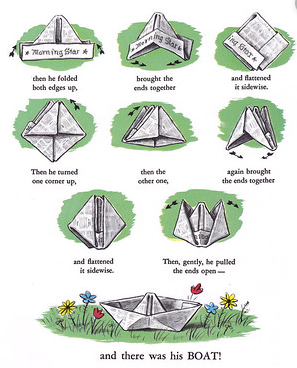 Morning Star
Morning Star
ng Star
then he folded
both edges up,
brought the
ends together
and flattened
it sidewise.
Then he turned
one corner up,
then the
other one,
again brought
the ends together
and flattened
it sidewise.
Then, gently, he pulled
the ends open—
and there was his BOAT!